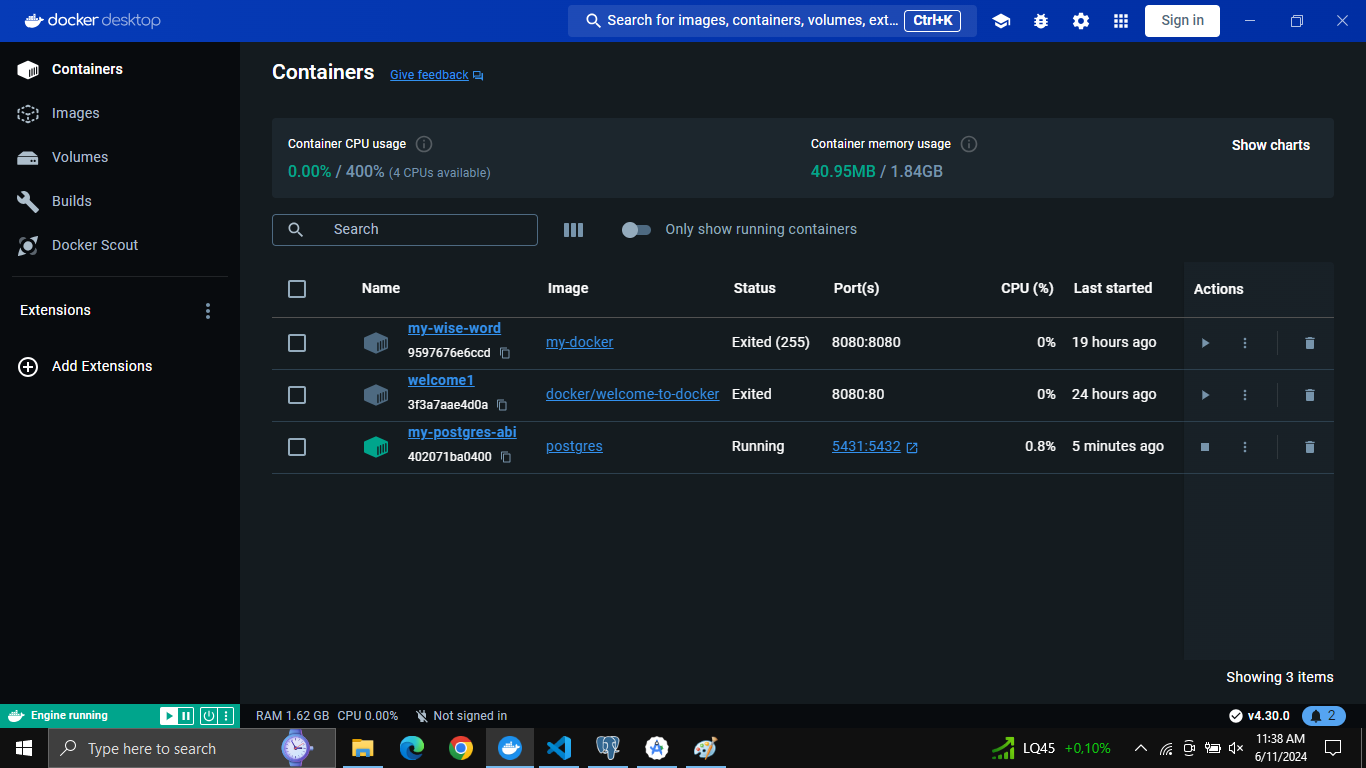 docker desktop
Search for images, containers, volumes, ext... Ctrl+K
Sign in
Containers
Images
Volumes
Builds
Docker Scout
Extensions
Add Extensions
Containers Give feedback
Container CPU usage
0.00% / 400% (4 CPUs available)
Container memory usage
40.95MB / 1.84GB
Show charts
Search
Only show running containers
Name Image Status Port(s) CPU (%) Last started Actions
my-wise-word
9597676e6ccd
my-docker Exited (255) 8080:8080 0% 19 hours ago
welcome1
3f3a7aae4d0a
docker/welcome-to-docker Exited 8080:80 0% 24 hours ago
my-postgres-abi
402071ba0400
postgres Running 5431:5432 0.8% 5 minutes ago
Showing 3 items
Engine running
RAM 1.62 GB CPU 0.00% Not signed in
v4.30.0 2
Type here to search
LQ45 +0,10%
11:38 AM
6/11/2024